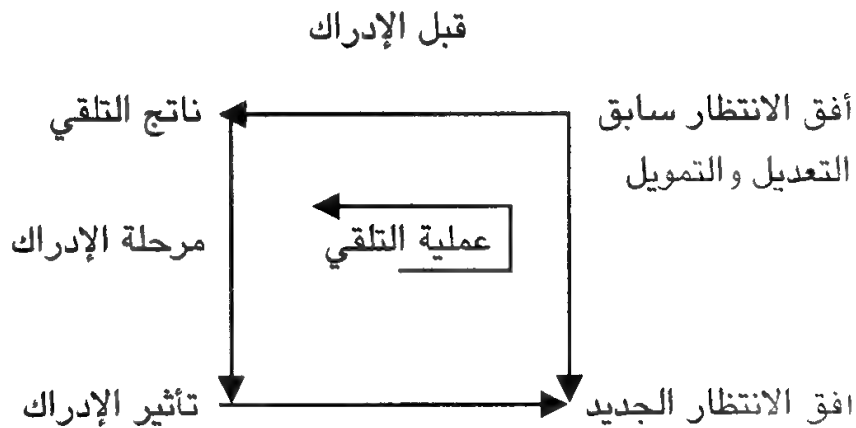 قبل الإدراك
أفق الانتظار سابق
التعديل والتمويل
ناتج التلقي
عملية التلقي
مرحلة الإدراك
افق الانتظار الجديد
تأثير الإدراك